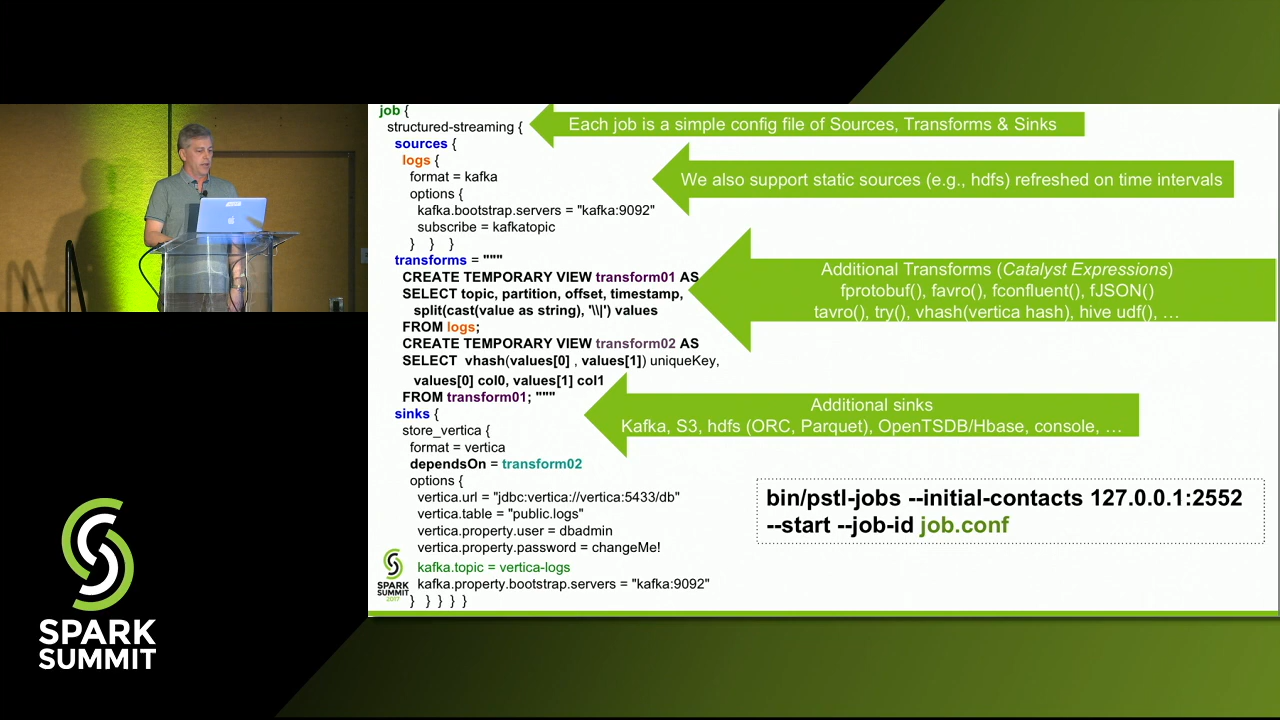 job {
structured-streaming {
sources {
logs {
format = kafka
options {
kafka.bootstrap.servers = "kafka:9092"
subscribe = kafkatopic
} } }
transforms = """
CREATE TEMPORARY VIEW transform01 AS
SELECT topic, partition, offset, timestamp,
split(cast(value as string), '\\|') values
FROM logs;
CREATE TEMPORARY VIEW transform02 AS
SELECT vhash(values[0] , values[1]) uniqueKey,
values[0] col0, values[1] col1
FROM transform01; """
sinks {
store_vertica {
format = vertica
dependsOn = transform02
options {
vertica.url = "jdbc:vertica://vertica:5433/db"
vertica.table = "public.logs"
vertica.property.user = dbadmin
vertica.property.password = changeMe!
kafka.topic = vertica-logs
kafka.property.bootstrap.servers = "kafka:9092"
} } } } }
Each job is a simple config file of Sources, Transforms & Sinks
We also support static sources (e.g., hdfs) refreshed on time intervals
Additional Transforms (Catalyst Expressions)
fprotobuf(), favro(), fconfluent(), fJSON()
tavro(), try(), vhash(vertica hash), hive udf(), …
Additional sinks
Kafka, S3, hdfs (ORC, Parquet), OpenTSDB/Hbase, console, …
bin/pstl-jobs --initial-contacts 127.0.0.1:2552
--start --job-id job.conf
SPARK
SUMMIT
2017
SPARK
SUMMIT